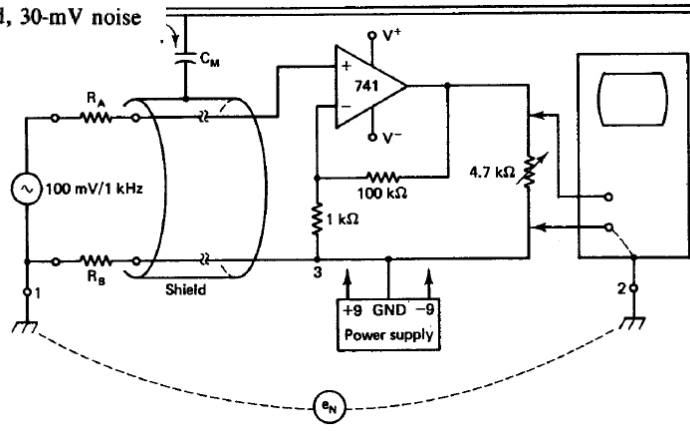 d, 30-mV noise
C_M
V+
+
741
−
V−
R_A
100 mV/1 kHz
100 kΩ
4.7 kΩ
1 kΩ
R_B
Shield
3
1
2
+9 GND −9
Power supply
e_N